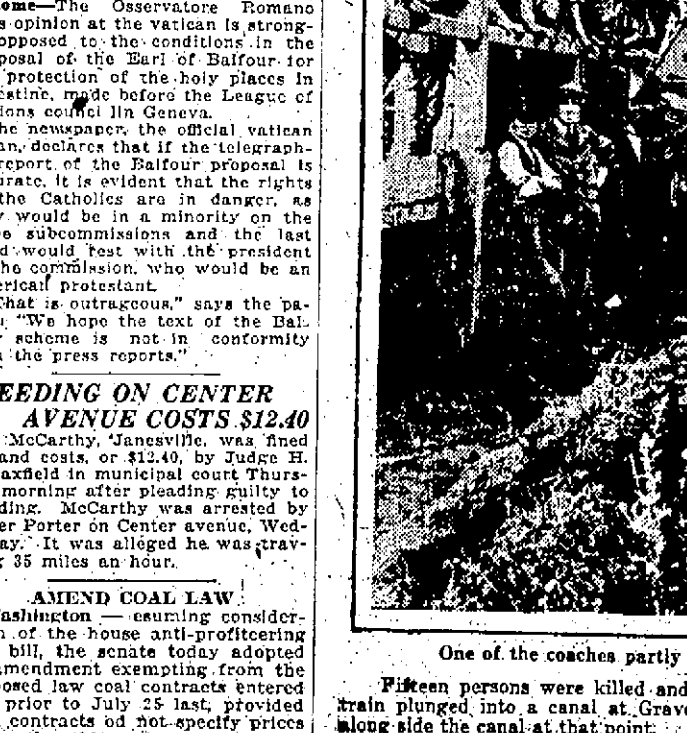 ome—The Osservatore Romano
s opinion at the vatican is strong-
opposed to the conditions in the
posal of the Earl of Balfour for
protection of the holy places in
estine, made before the League of
ions council lin Geneva.
he newspaper, the official vatican
an, declares that if the telegraph-
report of the Balfour proposal is
urate, it is evident that the rights
the Catholics are in danger, as
y would be in a minority on the
e subcommissions and the last
d would rest with the president
he commission, who would be an
erican protestant.
That is outrageous," says the pa-
"We hope the text of the Bal-
r scheme is not in conformity
the press reports."
EEDING ON CENTER
AVENUE COSTS $12.40
McCarthy, Janesville, was fined
and costs, or $12.40, by Judge H.
axfield in municipal court Thurs-
morning after pleading guilty to
ding. McCarthy was arrested by
er Porter on Center avenue, Wed-
ay. It was alleged he was trav-
g 35 miles an hour.
AMEND COAL LAW
ashington — esuming consider-
n of the house anti-profitcering
bill, the senate today adopted
amendment exempting from the
osed law coal contracts entered
prior to July 25 last, provided
contracts od not specify prices
One of the coaches partly
Fifteen persons were killed and
train plunged into a canal at Grave
along side the canal at that point.